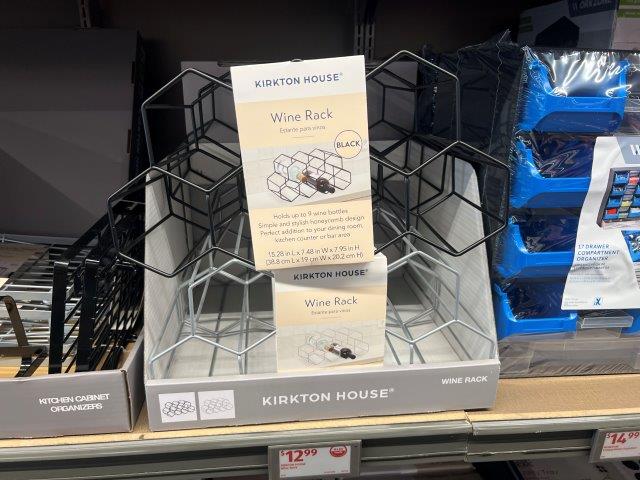 KIRKTON HOUSE®
Wine Rack
Estante para vinos
BLACK
Holds up to 9 wine bottles
Simple and stylish honeycomb design
Perfect addition to your dining room,
kitchen counter or bar area
15.28 in L x 7.48 in W x 7.95 in H
(38.8 cm L x 19 cm W x 20.2 cm H)
KIRKTON HOUSE®
Wine Rack
Estante para vinos
KIRKTON HOUSE®
WINE RACK
KITCHEN CABINET
ORGANIZERS
17 DRAWER
COMPARTMENT
ORGANIZER
WORKZONE
$12.99
$14.99